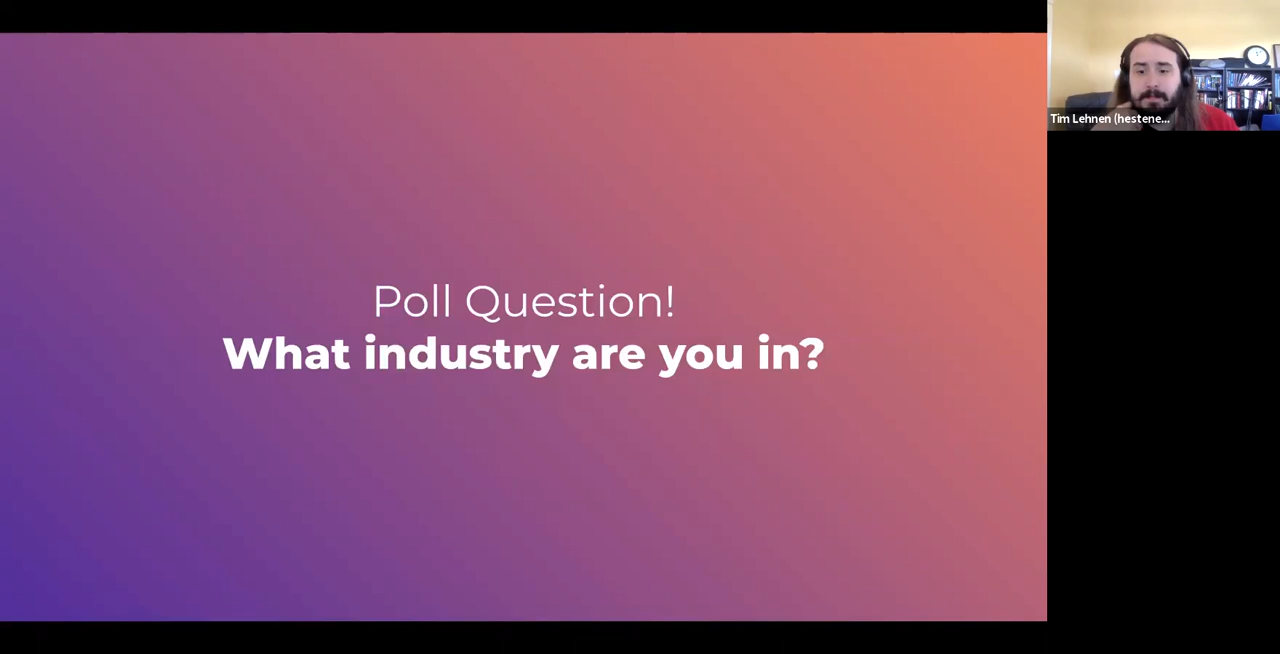 Poll Question!
What industry are you in?
Tim Lehnen (hestene...